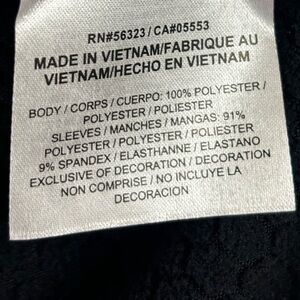 RN#56323 / CA#05553
MADE IN VIETNAM/FABRIQUE AU
VIETNAM/HECHO EN VIETNAM
BODY / CORPS / CUERPO: 100% POLYESTER /
POLYESTER / POLIESTER
SLEEVES / MANCHES / MANGAS: 91%
POLYESTER / POLYESTER / POLIESTER
9% SPANDEX / ELASTHANNE / ELASTANO
EXCLUSIVE OF DECORATION / DECORATION
NON COMPRISE / NO INCLUYE LA
DECORACION